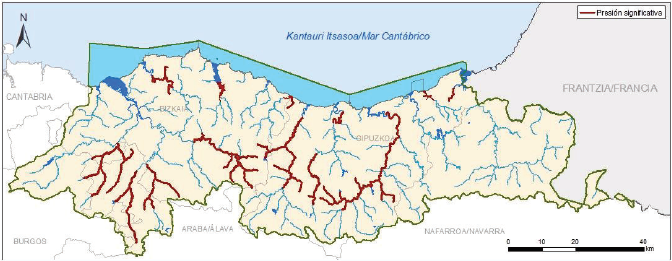 N
Presión significativa
Kantauri Itsasoa/Mar Cantábrico
FRANTZIA/FRANCIA
CANTABRIA
BIZKAIA
GIPUZKO
ARABA/ÁLAVA
NAFARROA/NAVARRA
BURGOS
0 10 20 40
km